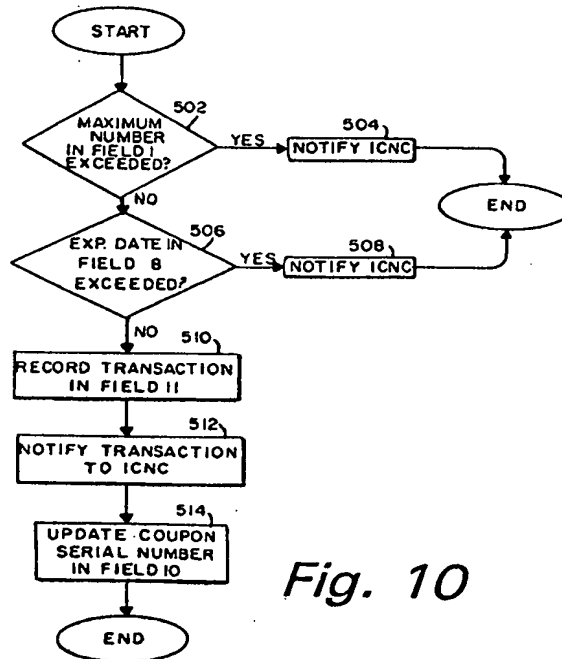 START
502
MAXIMUM
NUMBER
IN FIELD 1
EXCEEDED?
YES
504
NOTIFY ICNC
END
NO
506
EXP. DATE IN
FIELD 8
EXCEEDED?
YES
508
NOTIFY ICNC
NO
510
RECORD TRANSACTION
IN FIELD 11
512
NOTIFY TRANSACTION
TO ICNC
514
UPDATE COUPON
SERIAL NUMBER
IN FIELD 10
END
Fig. 10